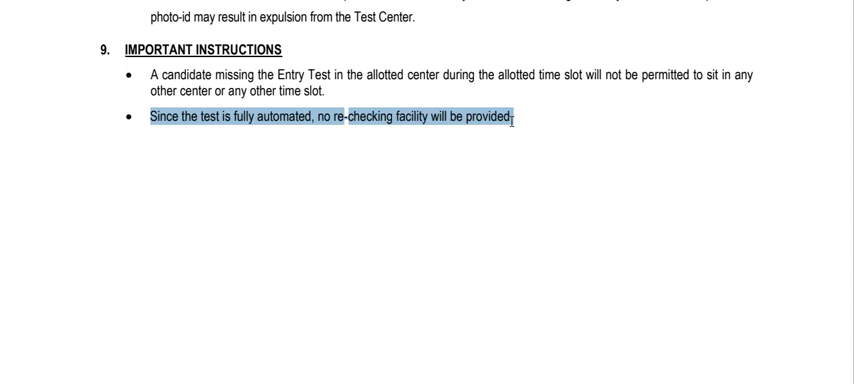 photo-id may result in expulsion from the Test Center.
9. IMPORTANT INSTRUCTIONS
• A candidate missing the Entry Test in the allotted center during the allotted time slot will not be permitted to sit in any
other center or any other time slot.
• Since the test is fully automated, no re-checking facility will be provided.